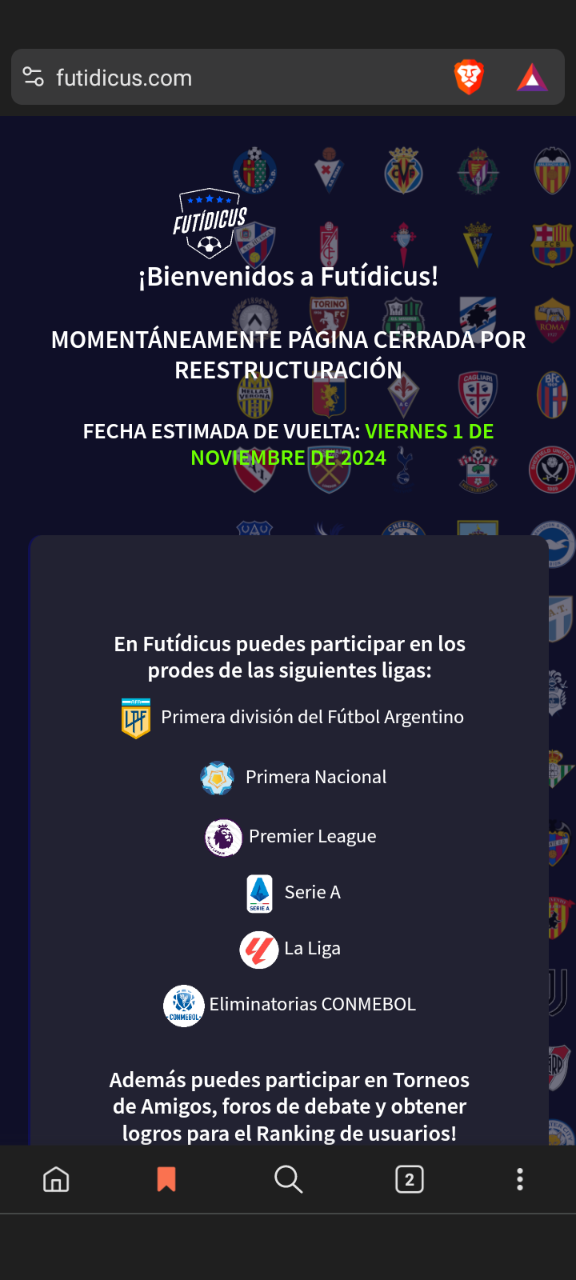 futidicus.com
FUTÍDICUS
¡Bienvenidos a Futídicus!
MOMENTÁNEAMENTE PÁGINA CERRADA POR
REESTRUCTURACIÓN
FECHA ESTIMADA DE VUELTA: VIERNES 1 DE
NOVIEMBRE DE 2024
En Futídicus puedes participar en los
prodes de las siguientes ligas:
LPF Primera división del Fútbol Argentino
Primera Nacional
Premier League
SERIE A Serie A
La Liga
CONMEBOL Eliminatorias CONMEBOL
Además puedes participar en Torneos
de Amigos, foros de debate y obtener
logros para el Ranking de usuarios!
2